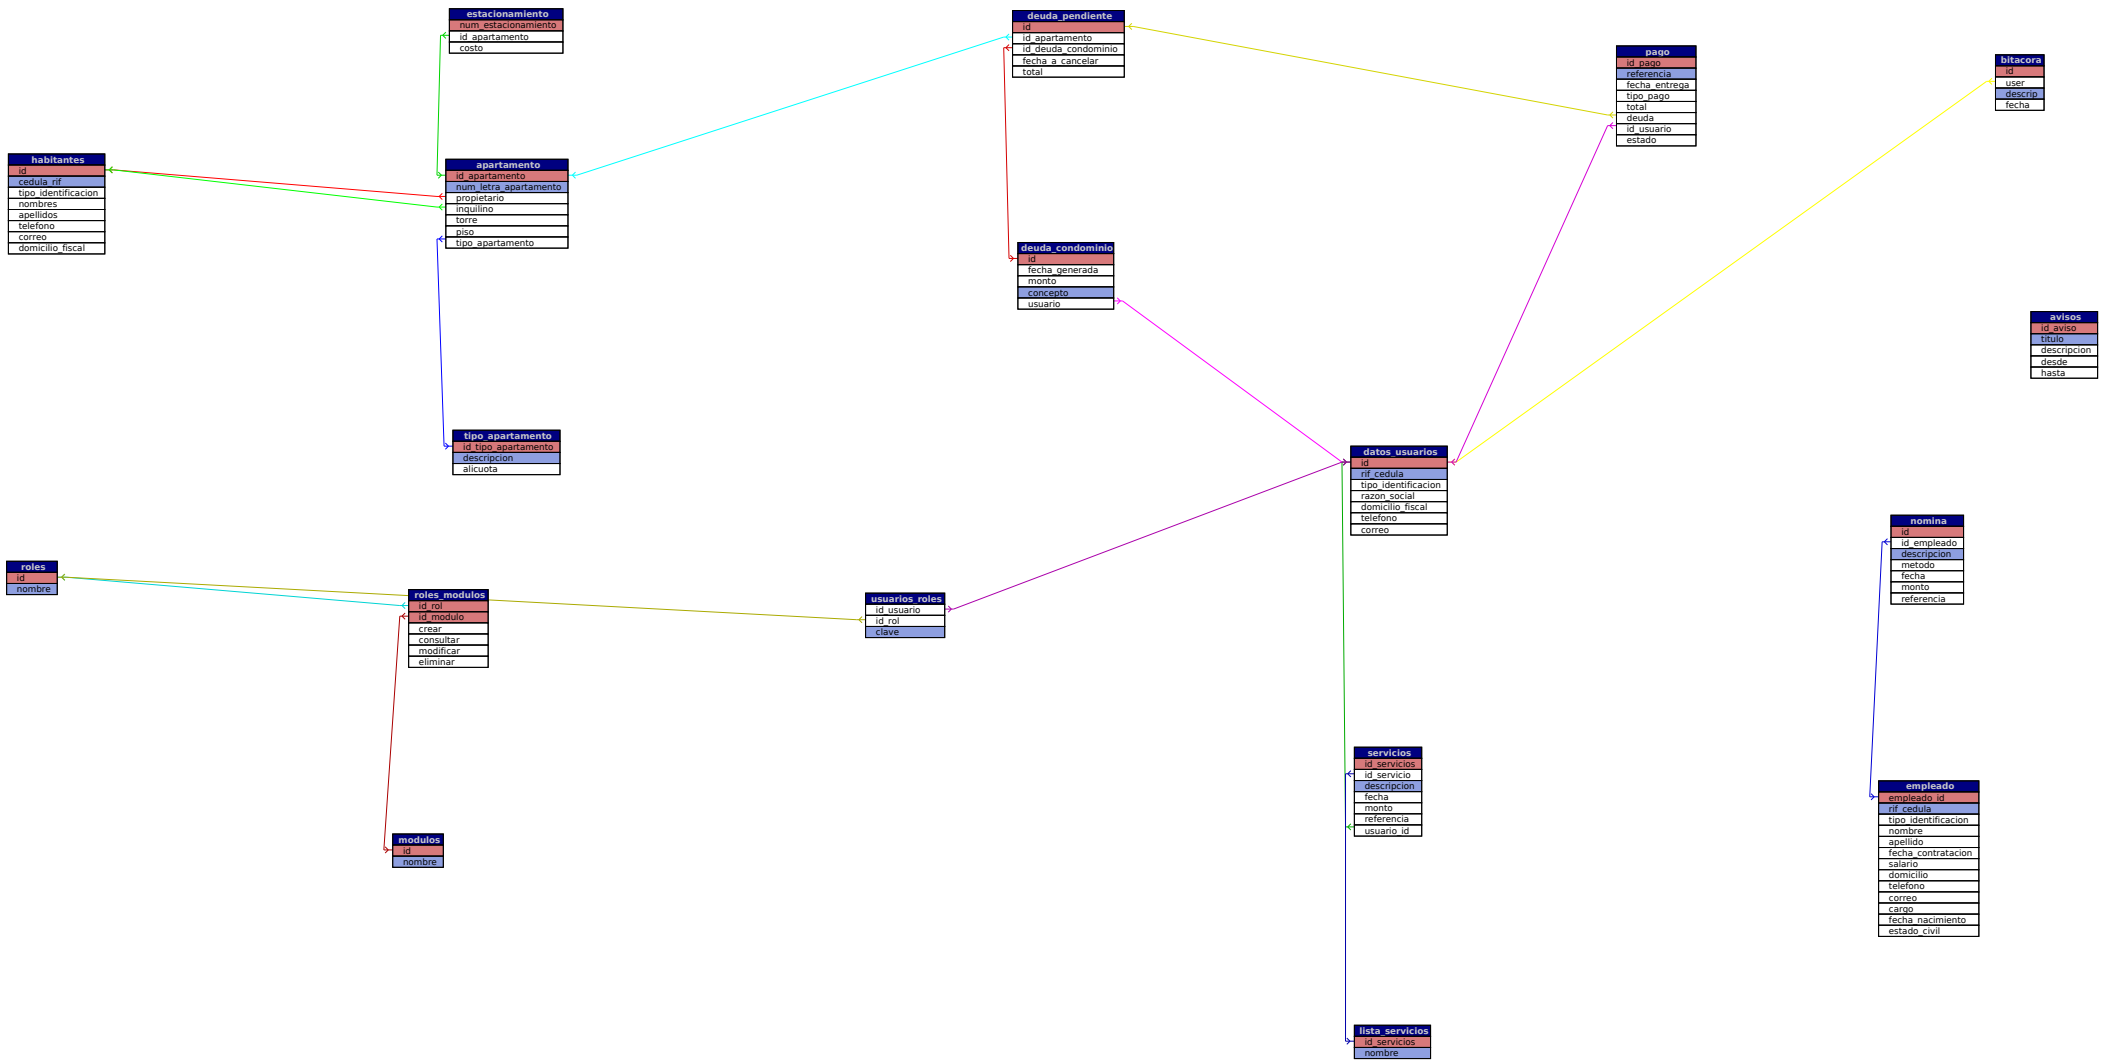 estacionamiento
num_estacionamiento
id_apartamento
costo
deuda_pendiente
id
id_apartamento
id_deuda_condominio
fecha_a_cancelar
total
pago
id_pago
referencia
fecha_entrega
tipo_pago
total
deuda
id_usuario
estado
bitacora
id
user
descrip
fecha
habitantes
id
cedula_rif
tipo_identificacion
nombres
apellidos
telefono
correo
domicilio_fiscal
apartamento
id_apartamento
num_letra_apartamento
propietario
inquilino
torre
piso
tipo_apartamento
deuda_condominio
id
fecha_generada
monto
concepto
usuario
avisos
id_aviso
titulo
descripcion
desde
hasta
tipo_apartamento
id_tipo_apartamento
descripcion
alicuota
datos_usuarios
id
rif_cedula
tipo_identificacion
razon_social
domicilio_fiscal
telefono
correo
nomina
id
id_empleado
descripcion
metodo
fecha
monto
referencia
roles
id
nombre
roles_modulos
id_rol
id_modulo
crear
consultar
modificar
eliminar
usuarios_roles
id_usuario
id_rol
clave
servicios
id_servicios
id_servicio
descripcion
fecha
monto
referencia
usuario_id
empleado
empleado_id
rif_cedula
tipo_identificacion
nombre
apellido
fecha_contratacion
salario
domicilio
telefono
correo
cargo
fecha_nacimiento
estado_civil
modulos
id
nombre
lista_servicios
id_servicios
nombre